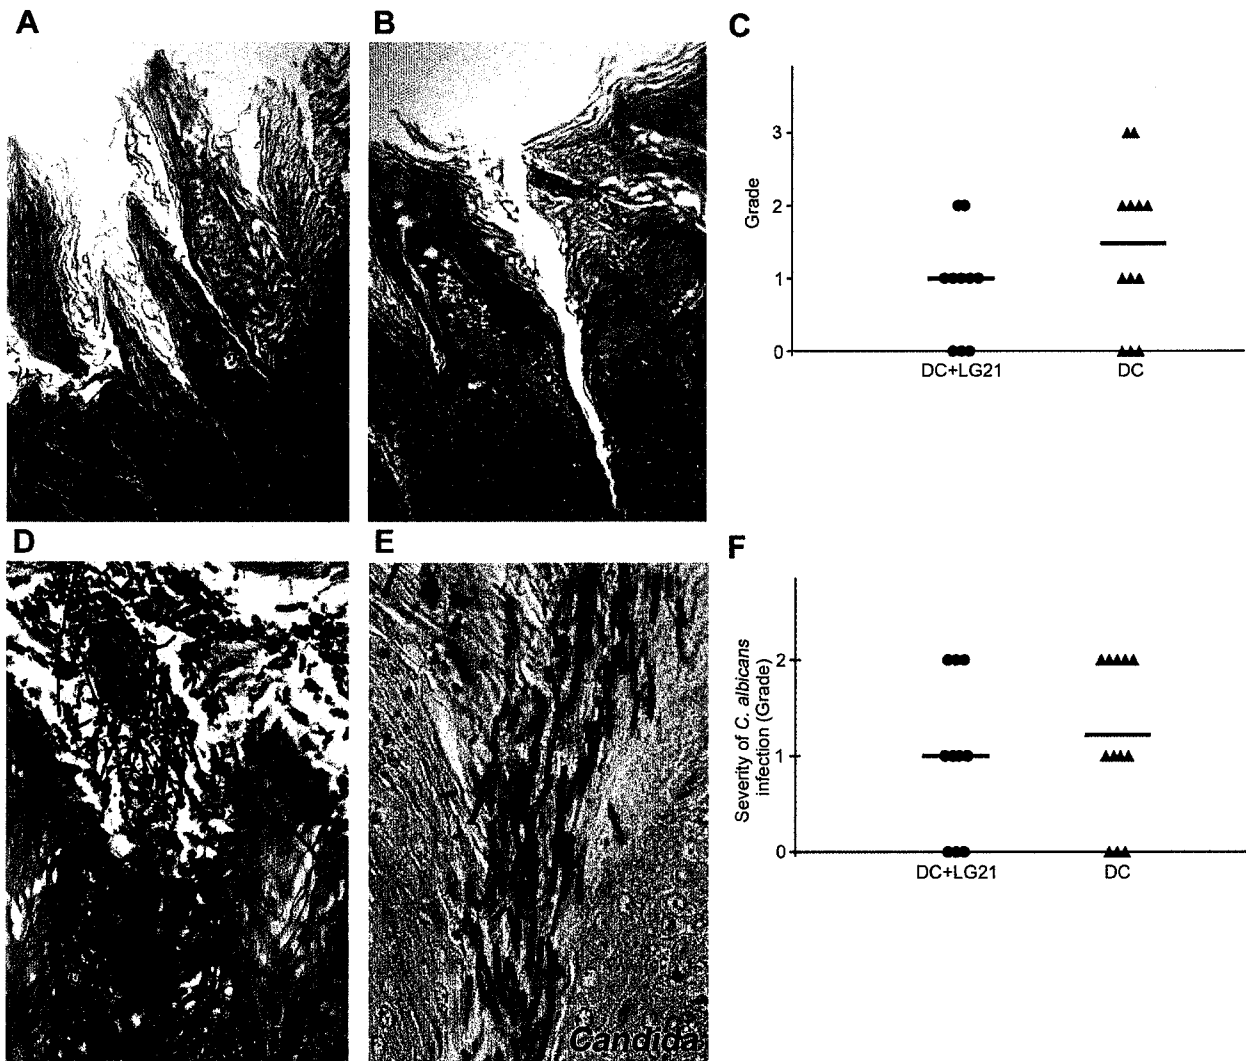 A
B
C
Grade
3
2
1
0
DC+LG21
DC
D
E
Candida
F
Severity of C. albicans
infection (Grade)
2
1
0
DC+LG21
DC